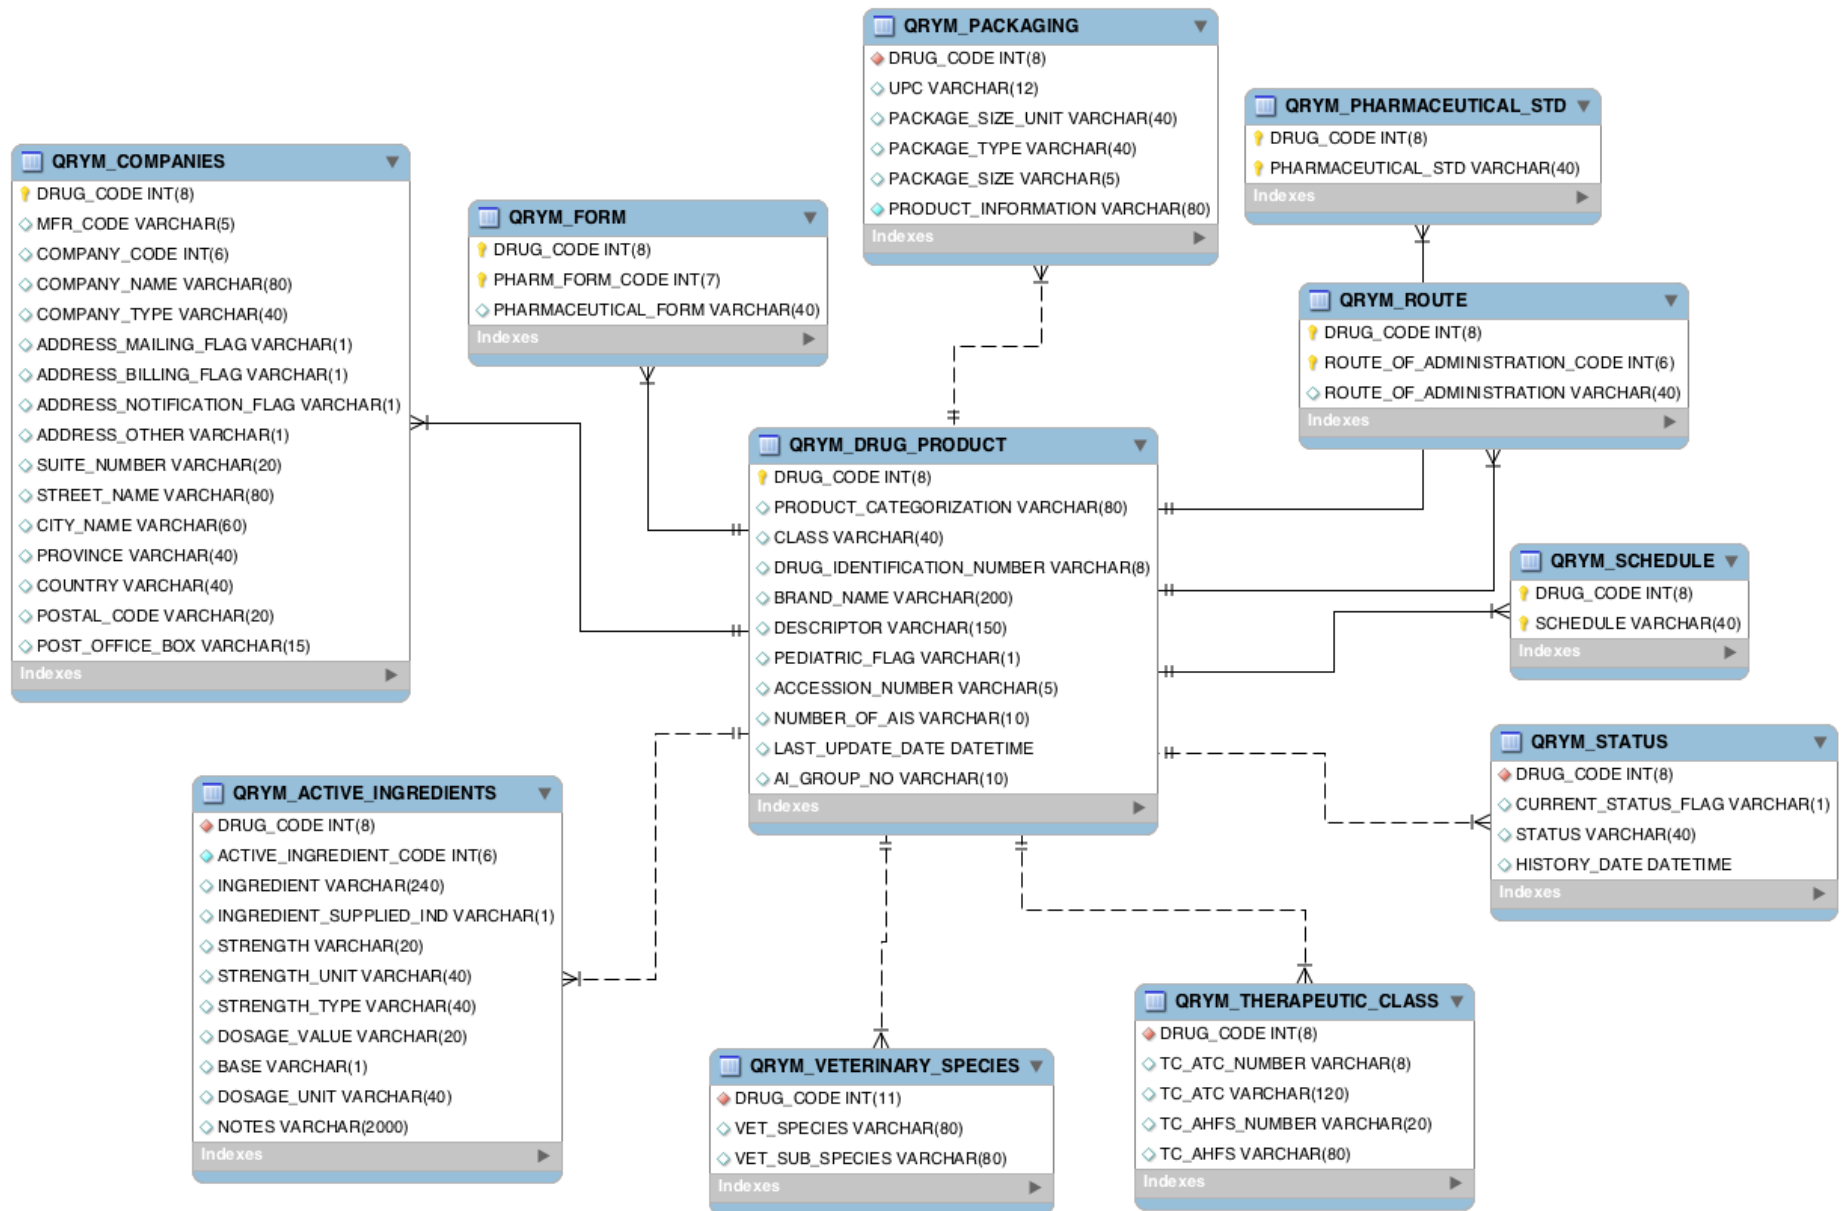 QRYM_PACKAGING
DRUG_CODE INT(8)
UPC VARCHAR(12)
PACKAGE_SIZE_UNIT VARCHAR(40)
PACKAGE_TYPE VARCHAR(40)
PACKAGE_SIZE VARCHAR(5)
PRODUCT_INFORMATION VARCHAR(80)
Indexes
QRYM_PHARMACEUTICAL_STD
DRUG_CODE INT(8)
PHARMACEUTICAL_STD VARCHAR(40)
Indexes
QRYM_COMPANIES
DRUG_CODE INT(8)
MFR_CODE VARCHAR(5)
COMPANY_CODE INT(6)
COMPANY_NAME VARCHAR(80)
COMPANY_TYPE VARCHAR(40)
ADDRESS_MAILING_FLAG VARCHAR(1)
ADDRESS_BILLING_FLAG VARCHAR(1)
ADDRESS_NOTIFICATION_FLAG VARCHAR(1)
ADDRESS_OTHER VARCHAR(1)
SUITE_NUMBER VARCHAR(20)
STREET_NAME VARCHAR(80)
CITY_NAME VARCHAR(60)
PROVINCE VARCHAR(40)
COUNTRY VARCHAR(40)
POSTAL_CODE VARCHAR(20)
POST_OFFICE_BOX VARCHAR(15)
Indexes
QRYM_FORM
DRUG_CODE INT(8)
PHARM_FORM_CODE INT(7)
PHARMACEUTICAL_FORM VARCHAR(40)
Indexes
QRYM_ROUTE
DRUG_CODE INT(8)
ROUTE_OF_ADMINISTRATION_CODE INT(6)
ROUTE_OF_ADMINISTRATION VARCHAR(40)
Indexes
QRYM_DRUG_PRODUCT
DRUG_CODE INT(8)
PRODUCT_CATEGORIZATION VARCHAR(80)
CLASS VARCHAR(40)
DRUG_IDENTIFICATION_NUMBER VARCHAR(8)
BRAND_NAME VARCHAR(200)
DESCRIPTOR VARCHAR(150)
PEDIATRIC_FLAG VARCHAR(1)
ACCESSION_NUMBER VARCHAR(5)
NUMBER_OF_AIS VARCHAR(10)
LAST_UPDATE_DATE DATETIME
AI_GROUP_NO VARCHAR(10)
Indexes
QRYM_SCHEDULE
DRUG_CODE INT(8)
SCHEDULE VARCHAR(40)
Indexes
QRYM_STATUS
DRUG_CODE INT(8)
CURRENT_STATUS_FLAG VARCHAR(1)
STATUS VARCHAR(40)
HISTORY_DATE DATETIME
Indexes
QRYM_ACTIVE_INGREDIENTS
DRUG_CODE INT(8)
ACTIVE_INGREDIENT_CODE INT(6)
INGREDIENT VARCHAR(240)
INGREDIENT_SUPPLIED_IND VARCHAR(1)
STRENGTH VARCHAR(20)
STRENGTH_UNIT VARCHAR(40)
STRENGTH_TYPE VARCHAR(40)
DOSAGE_VALUE VARCHAR(20)
BASE VARCHAR(1)
DOSAGE_UNIT VARCHAR(40)
NOTES VARCHAR(2000)
Indexes
QRYM_VETERINARY_SPECIES
DRUG_CODE INT(11)
VET_SPECIES VARCHAR(80)
VET_SUB_SPECIES VARCHAR(80)
Indexes
QRYM_THERAPEUTIC_CLASS
DRUG_CODE INT(8)
TC_ATC_NUMBER VARCHAR(8)
TC_ATC VARCHAR(120)
TC_AHFS_NUMBER VARCHAR(20)
TC_AHFS VARCHAR(80)
Indexes